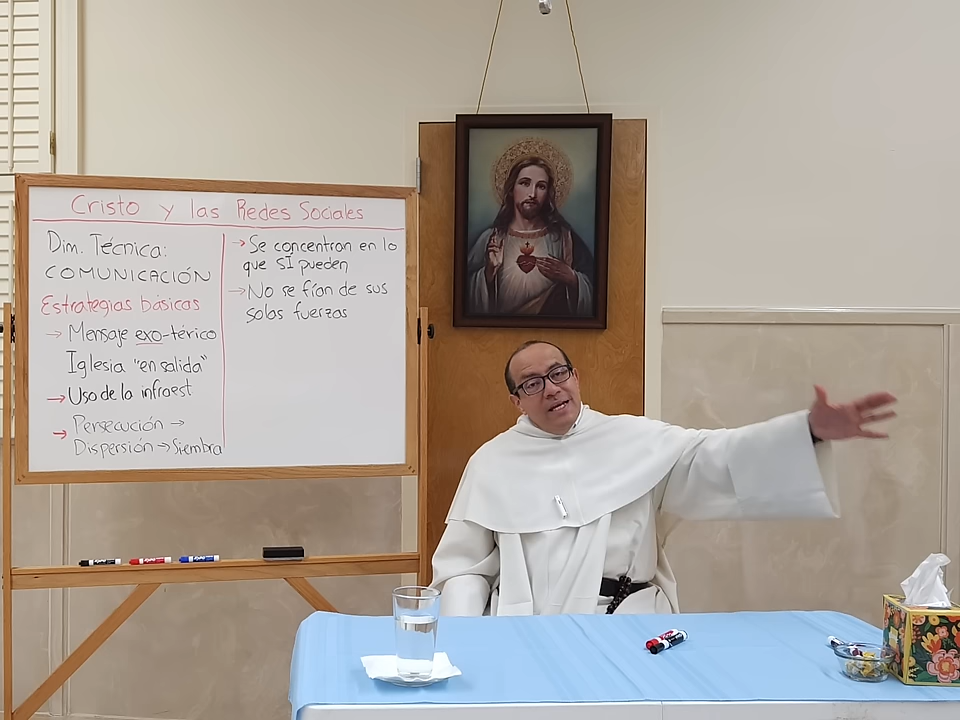 Cristo y las Redes Sociales
Dim. Técnica:
COMUNICACIÓN
Estrategias básicas
→ Mensaje exo-térico
Iglesia "en salida"
→ Uso de la infraest
→ Persecución →
Dispersión → Siembra
→ Se concentran en lo
que SÍ pueden
→ No se fían de sus
solas fuerzas